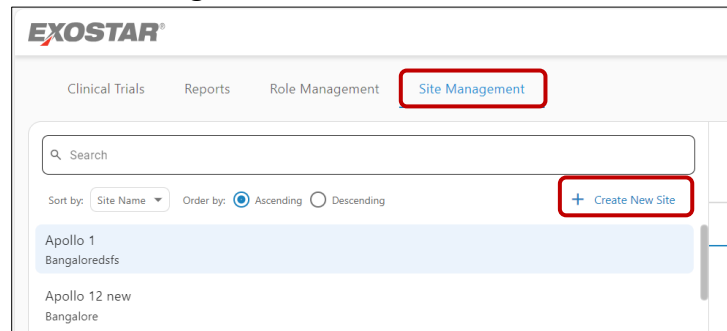 EXOSTAR®
Clinical Trials Reports Role Management Site Management
Search
Sort by: Site Name Order by: Ascending Descending + Create New Site
Apollo 1
Bangaloredsfs
Apollo 12 new
Bangalore